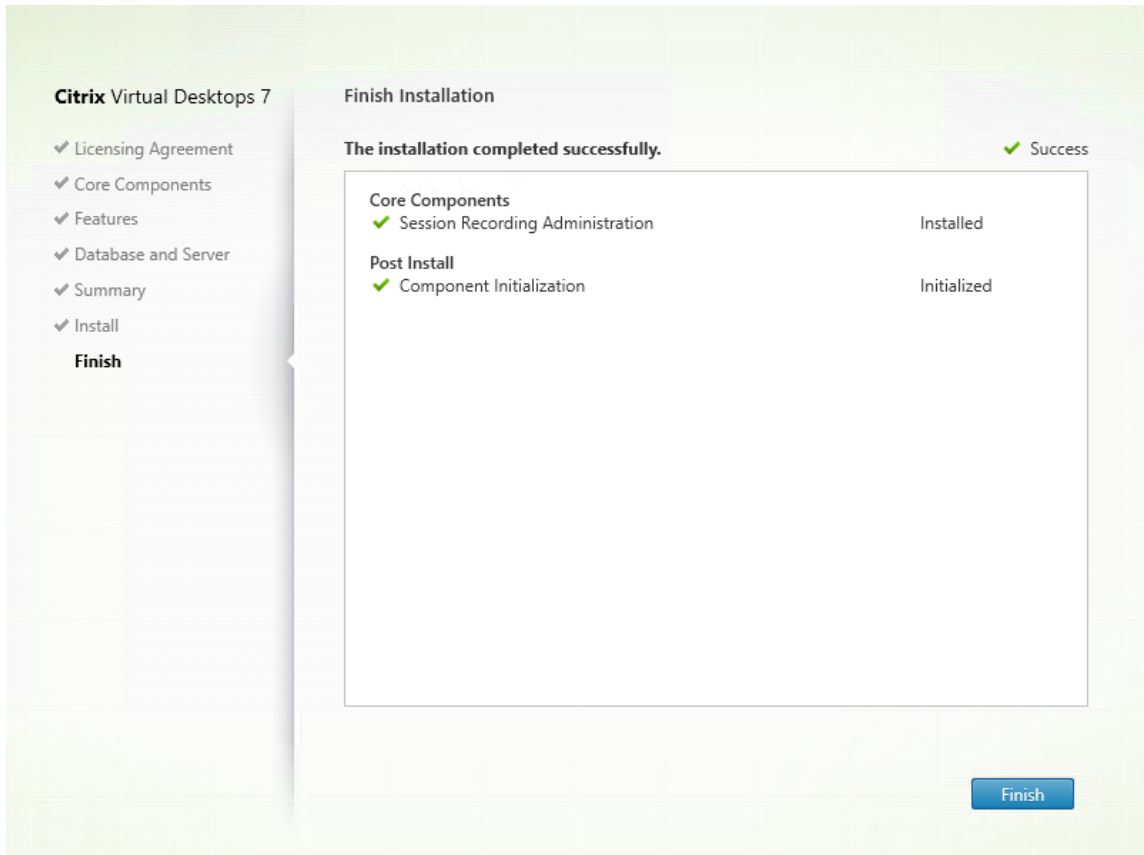 Citrix Virtual Desktops 7
Licensing Agreement
Core Components
Features
Database and Server
Summary
Install
Finish
Finish Installation
The installation completed successfully.
Success
Core Components
Session Recording Administration Installed
Post Install
Component Initialization Initialized
Finish